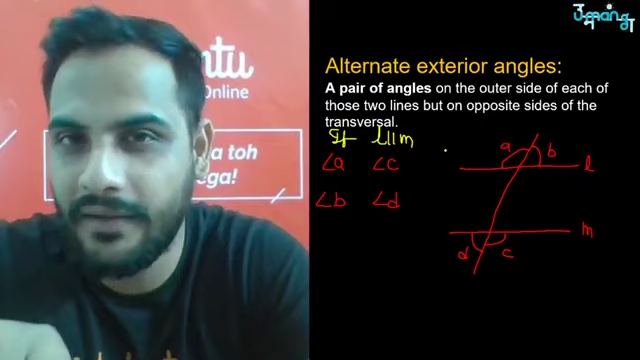 उmang
ntu
Online
a toh
ega!
Alternate exterior angles:
A pair of angles on the outer side of each of
those two lines but on opposite sides of the
transversal.
If l||m
∠a ∠c
∠b ∠d
a b
l
m
d c